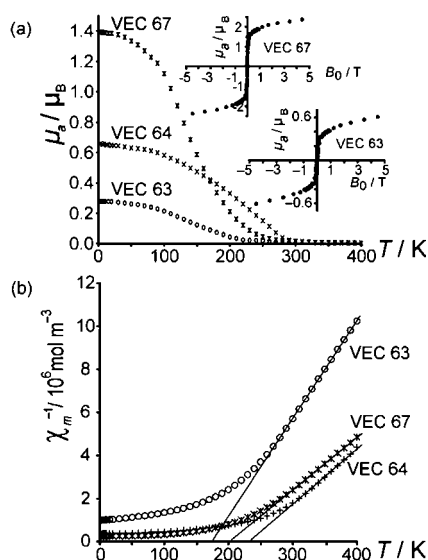 (a)
μa / μB
1.4
1.2
1.0
0.8
0.6
0.4
0.2
0.0
0
100
200
300
400
T / K
VEC 67
VEC 64
VEC 63
μa / μB
2
-2
-5
-3
-1
1
3
5
VEC 67
B0 / T
μa / μB
0.6
−0.6
-5
-3
-1
1
3
5
VEC 63
B0 / T
(b)
χm−1 / 10^6 mol m−3
12
10
8
6
4
2
0
0
100
200
300
400
T / K
VEC 63
VEC 67
VEC 64